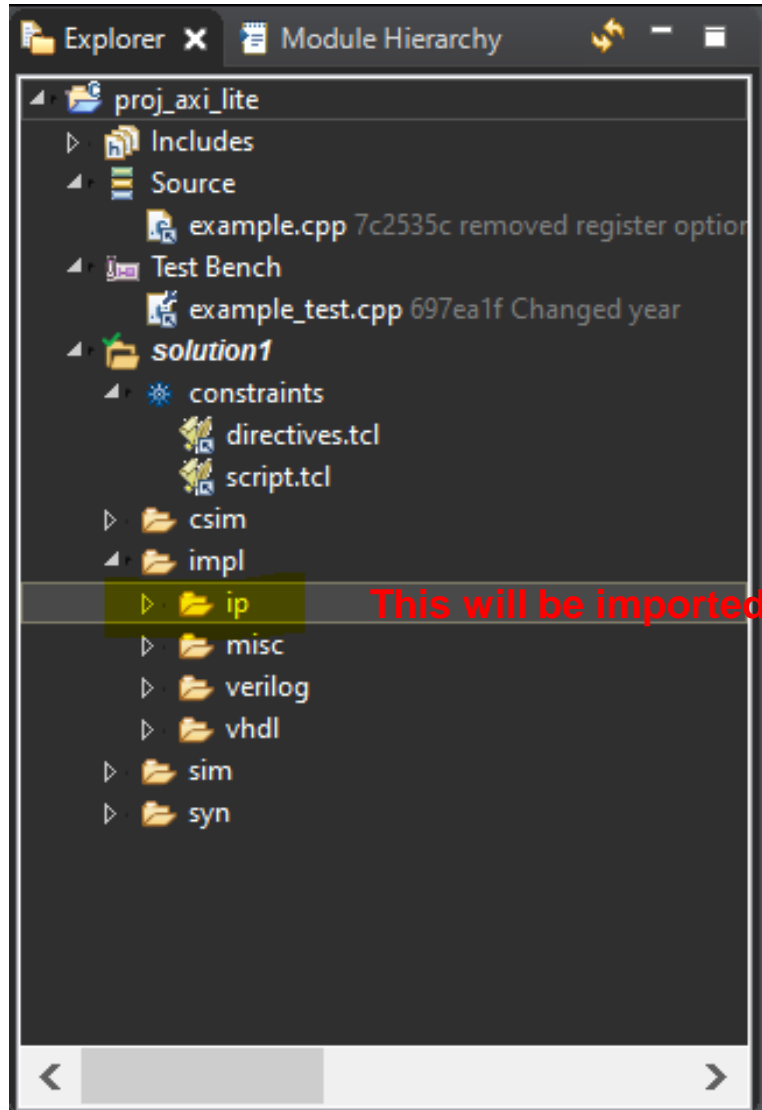 Explorer Module Hierarchy
proj_axi_lite
Includes
Source
example.cpp 7c2535c removed register option
Test Bench
example_test.cpp 697ea1f Changed year
solution1
constraints
directives.tcl
script.tcl
csim
impl
ip This will be imported
misc
verilog
vhdl
sim
syn